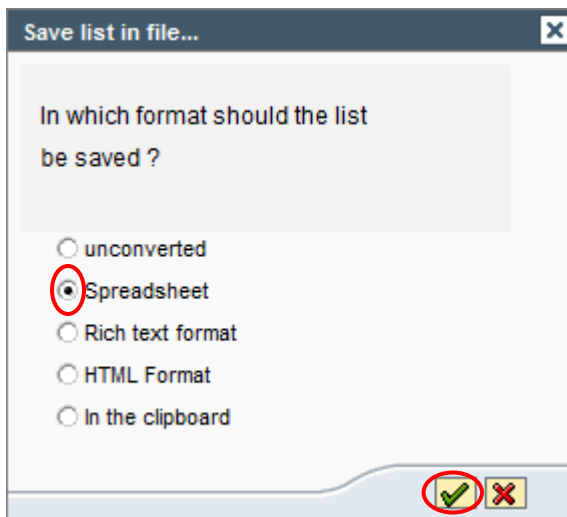 Save list in file...
In which format should the list
be saved ?
unconverted
Spreadsheet
Rich text format
HTML Format
In the clipboard